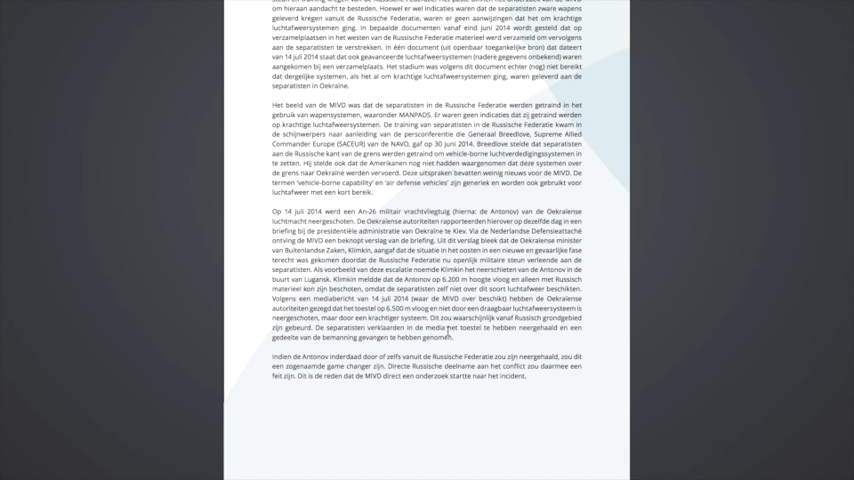 om hieraan aandacht te besteden. Hoewel er wel indicaties waren dat de separatisten zware wapens
geleverd kregen vanuit de Russische Federatie, waren er geen aanwijzingen dat het om krachtige
luchtafweersystemen ging. In bepaalde documenten vanaf eind juni 2014 wordt gesteld dat op
verzamelplaatsen in het westen van de Russische Federatie materieel werd verzameld om vervolgens
aan de separatisten te verstrekken. In één document (uit openbaar toegankelijke bron) dat dateert
van 14 juli 2014 staat dat ook geavanceerde luchtafweersystemen (nadere gegevens onbekend) waren
aangekomen bij een verzamelplaats. Het stadium was volgens dit document echter (nog) niet bereikt
dat dergelijke systemen, als het al om krachtige luchtafweersystemen ging, waren geleverd aan de
separatisten in Oekraïne.
Het beeld van de MIVD was dat de separatisten in de Russische Federatie werden getraind in het
gebruik van wapensystemen, waaronder MANPADS. Er waren geen indicaties dat zij getraind werden
op krachtige luchtafweersystemen. De training van separatisten in de Russische Federatie kwam in
de schijnwerpers naar aanleiding van de persconferentie die Generaal Breedlove, Supreme Allied
Commander Europe (SACEUR) van de NAVO, gaf op 30 juni 2014. Breedlove stelde dat separatisten
aan de Russische kant van de grens werden getraind om vehicle-borne luchtverdedigingssystemen in
te zetten. Hij stelde ook dat de Amerikanen nog niet hadden waargenomen dat deze systemen over
de grens naar Oekraïne werden vervoerd. Deze uitspraken bevatten weinig nieuws voor de MIVD. De
termen 'vehicle-borne capability' en 'air defense vehicles' zijn generiek en worden ook gebruikt voor
luchtafweer met een kort bereik.
Op 14 juli 2014 werd een An-26 militair vrachtvliegtuig (hierna: de Antonov) van de Oekraïense
luchtmacht neergeschoten. De Oekraïense autoriteiten rapporteerden hierover op dezelfde dag in een
briefing bij de presidentiële administratie van Oekraïne te Kiev. Via de Nederlandse Defensieattaché
ontving de MIVD een beknopt verslag van de briefing. Uit dit verslag bleek dat de Oekraïense minister
van Buitenlandse Zaken, Klimkin, aangaf dat de situatie in het oosten in een nieuwe en gevaarlijke fase
terecht was gekomen doordat de Russische Federatie nu openlijk militaire steun verleende aan de
separatisten. Als voorbeeld van deze escalatie noemde Klimkin het neerschieten van de Antonov in de
buurt van Lugansk. Klimkin meldde dat de Antonov op 6.200 m hoogte vloog en alleen met Russisch
materieel kon zijn beschoten, omdat de separatisten zelf niet over dit soort luchtafweer beschikten.
Volgens een mediabericht van 14 juli 2014 (waar de MIVD over beschikt) hebben de Oekraïense
autoriteiten gezegd dat het toestel op 6.500 m vloog en niet door een draagbaar luchtafweersysteem is
neergeschoten, maar door een krachtiger systeem. Dit zou waarschijnlijk vanaf Russisch grondgebied
zijn gebeurd. De separatisten verklaarden in de media het toestel te hebben neergehaald en een
gedeelte van de bemanning gevangen te hebben genomen.
Indien de Antonov inderdaad door of zelfs vanuit de Russische Federatie zou zijn neergehaald, zou dit
een zogenaamde game changer zijn. Directe Russische deelname aan het conflict zou daarmee een
feit zijn. Dit is de reden dat de MIVD direct een onderzoek startte naar het incident.